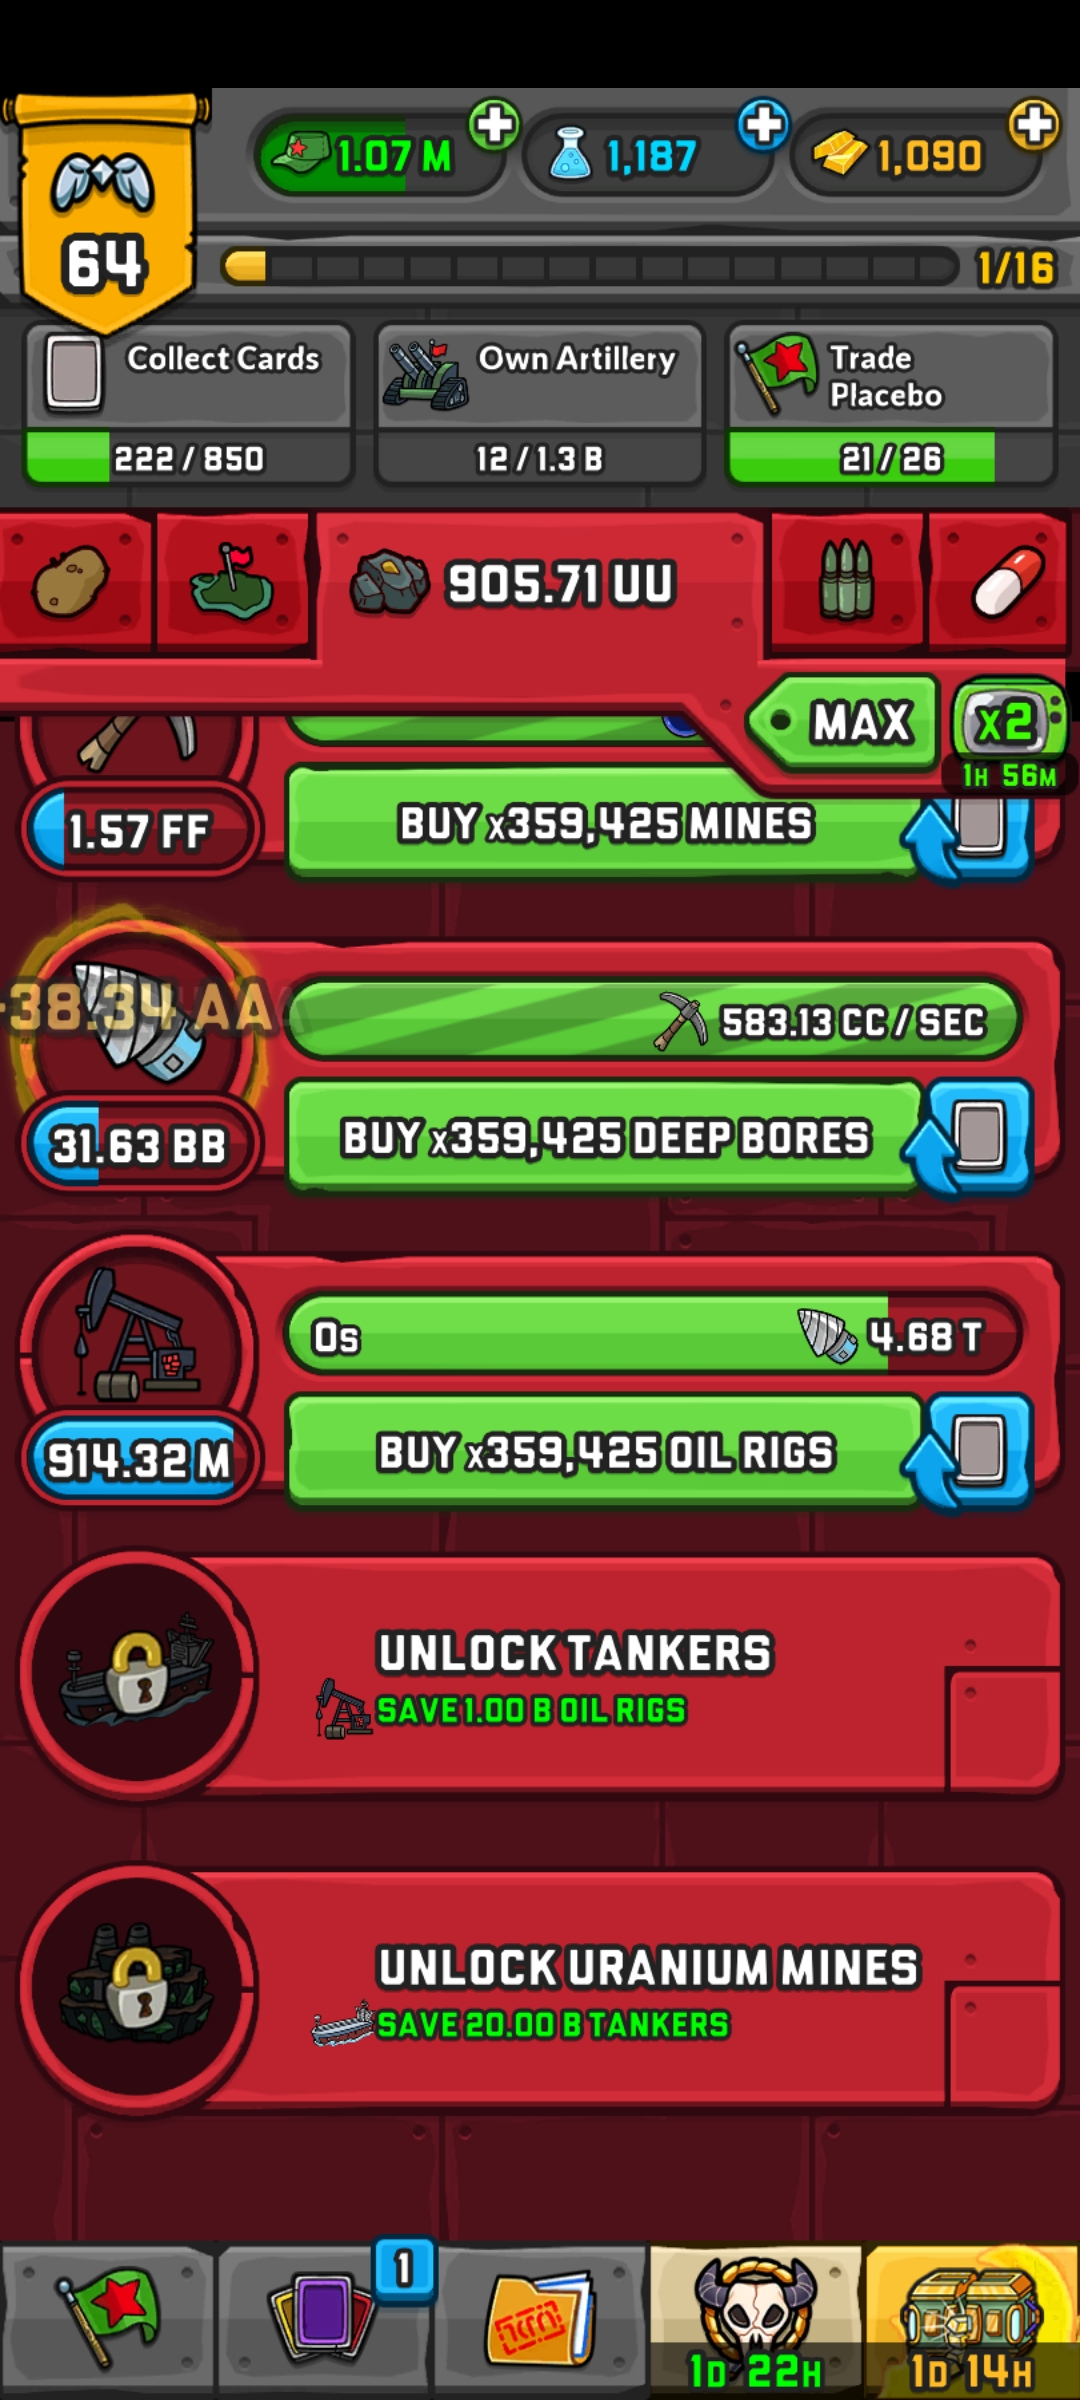 1.07 M
1,187
1,090
64
1/16
Collect Cards
Own Artillery
Trade
Placebo
222 / 850
12 / 1.3 B
21 / 26
905.71 UU
MAX
x2
1H 56M
1.57 FF
BUY x359,425 MINES
38.34 AA
583.13 CC / SEC
31.63 BB
BUY x359,425 DEEP BORES
0s
4.68 T
914.32 M
BUY x359,425 OIL RIGS
UNLOCK TANKERS
SAVE 1.00 B OIL RIGS
UNLOCK URANIUM MINES
SAVE 20.00 B TANKERS
1
1D 22H
1D 14H